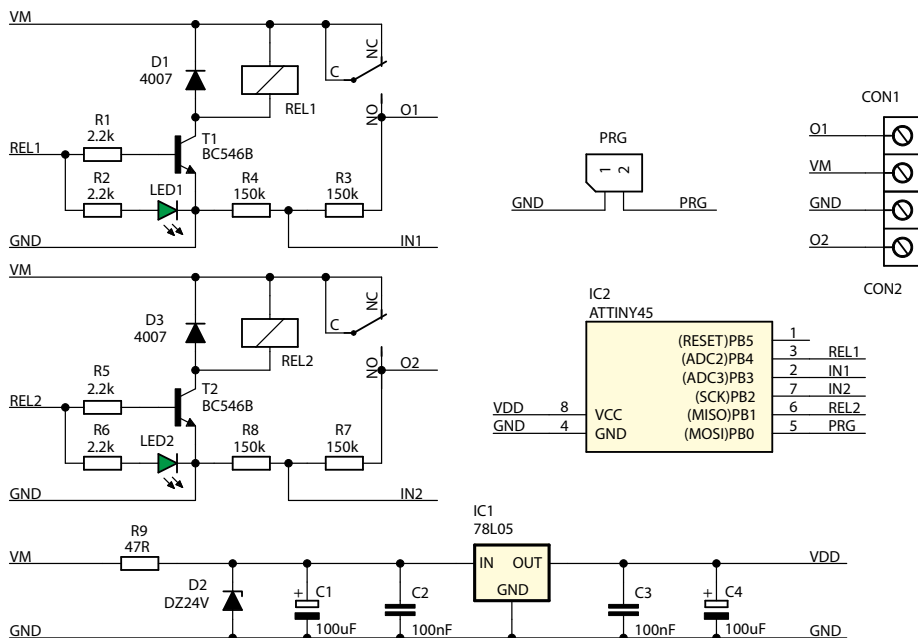 VM
D1
4007
REL1
C
NC
NO
O1
R1
2.2k
T1
BC546B
REL1
R2
2.2k
LED1
R4
150k
R3
150k
GND
IN1
VM
D3
4007
REL2
C
NC
NO
O2
R5
2.2k
T2
BC546B
REL2
R6
2.2k
LED2
R8
150k
R7
150k
GND
IN2
PRG
1 2
GND
PRG
CON1
O1
VM
GND
O2
CON2
IC2
ATTINY45
(RESET)PB5 1
(ADC2)PB4 3 REL1
(ADC3)PB3 2 IN1
(SCK)PB2 7 IN2
VDD 8 VCC (MISO)PB1 6 REL2
GND 4 GND (MOSI)PB0 5 PRG
VM
R9
47R
D2
DZ24V
+
C1
100uF
C2
100nF
IC1
78L05
IN OUT
GND
C3
100nF
+
C4
100uF
VDD
GND
GND